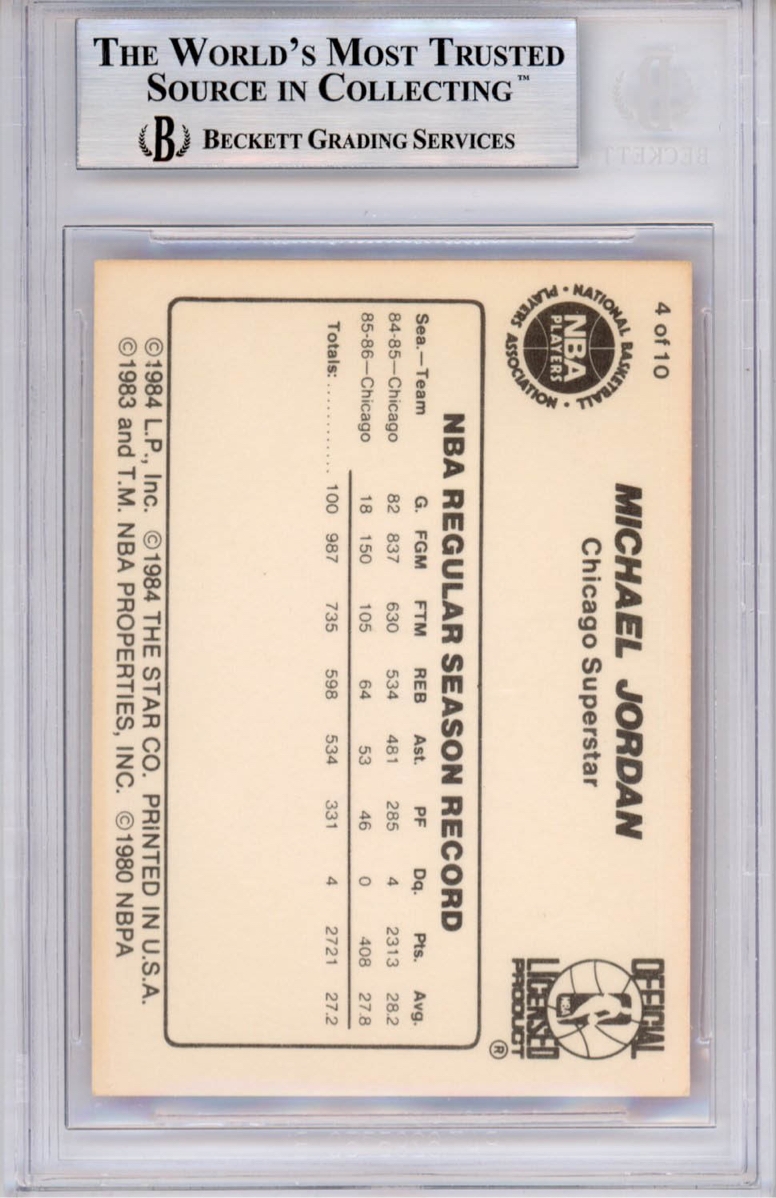 THE WORLD'S MOST TRUSTED
SOURCE IN COLLECTING™
B BECKETT GRADING SERVICES
BECKETT
4 of 10
NATIONAL BASKETBALL PLAYERS ASSOCIATION
NBA
PLAYERS
MICHAEL JORDAN
Chicago Superstar
OFFICIAL
NBA
LICENSED
PRODUCT
®
NBA REGULAR SEASON RECORD
Sea.—Team G. FGM FTM REB Ast. PF Dq. Pts. Avg.
84-85—Chicago 82 837 630 534 481 285 4 2313 28.2
85-86—Chicago 18 150 105 64 53 46 0 408 27.8
Totals: ............. 100 987 735 598 534 331 4 2721 27.2
©1984 L.P., Inc. ©1984 THE STAR CO. PRINTED IN U.S.A.
©1983 and T.M. NBA PROPERTIES, INC. ©1980 NBPA